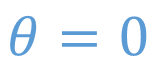 θ = 0